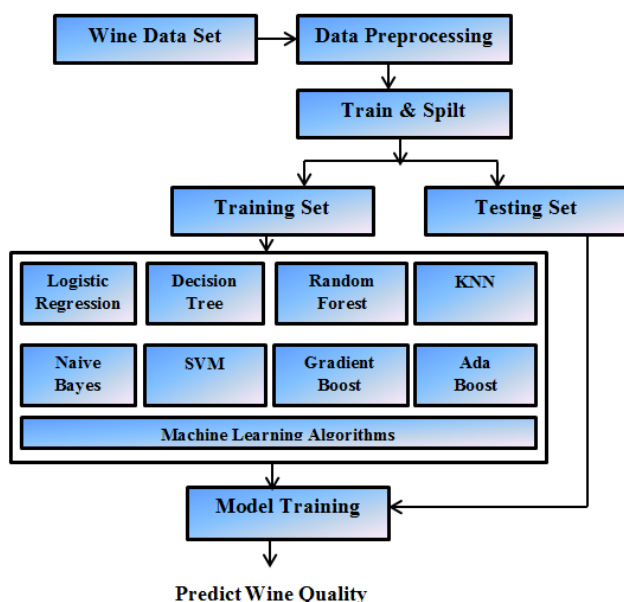 Wine Data Set
Data Preprocessing
Train & Spilt
Training Set
Testing Set
Logistic
Regression
Decision
Tree
Random
Forest
KNN
Naive
Bayes
SVM
Gradient
Boost
Ada
Boost
Machine Learning Algorithms
Model Training
Predict Wine Quality